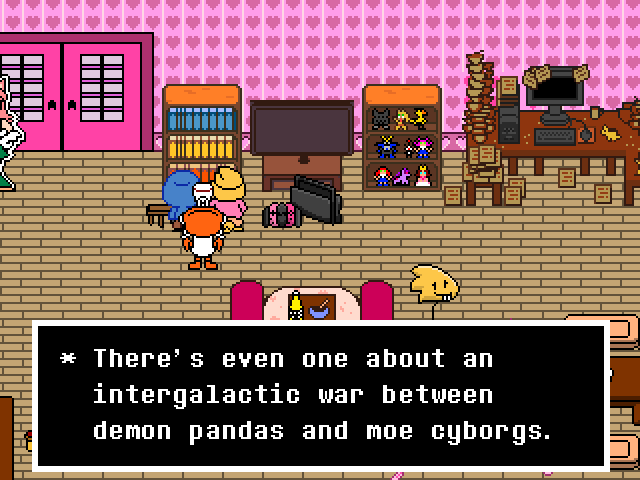 * There's even one about an
intergalactic war between
demon pandas and moe cyborgs.